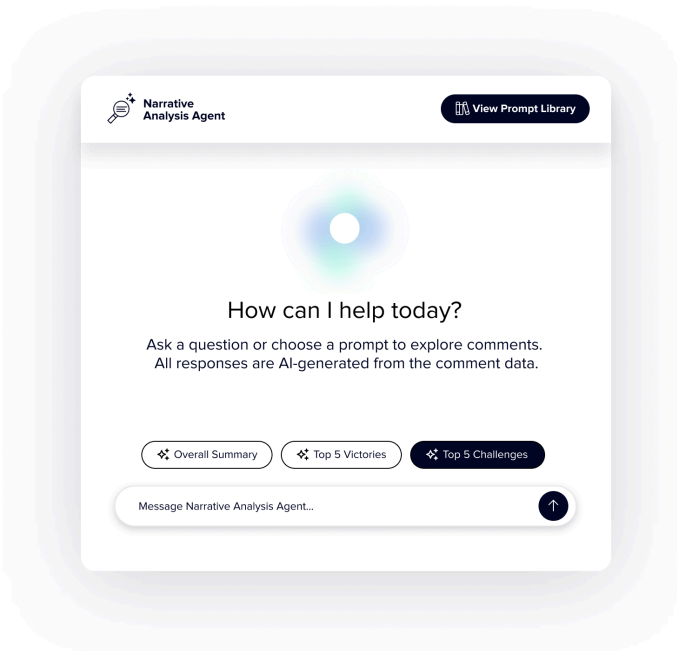 Narrative
Analysis Agent
View Prompt Library
How can I help today?
Ask a question or choose a prompt to explore comments.
All responses are AI-generated from the comment data.
Overall Summary
Top 5 Victories
Top 5 Challenges
Message Narrative Analysis Agent...